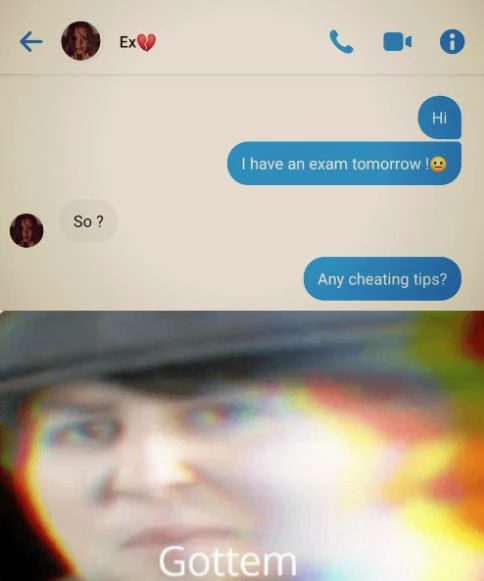 Ex💔
Hi
I have an exam tomorrow !😐
So ?
Any cheating tips?
Gottem